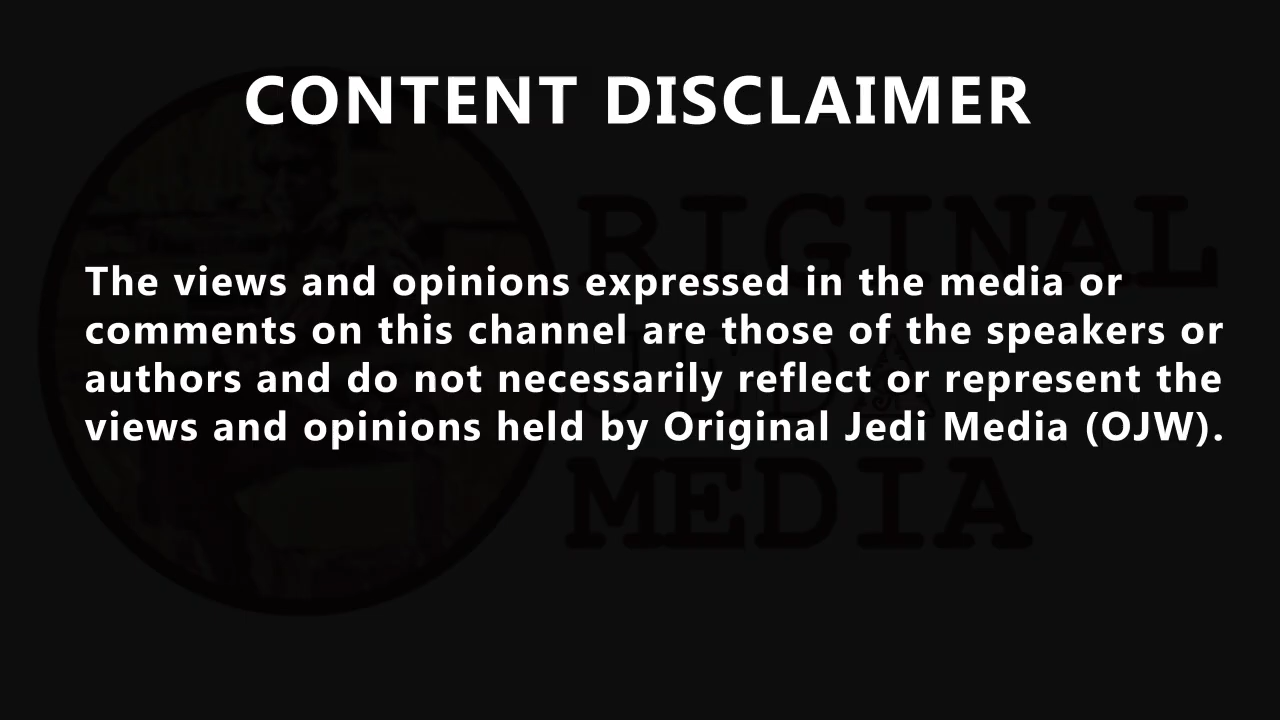 CONTENT DISCLAIMER
RIGINAL
The views and opinions expressed in the media or
comments on this channel are those of the speakers or
authors and do not necessarily reflect or represent the
views and opinions held by Original Jedi Media (OJW).
MEDIA